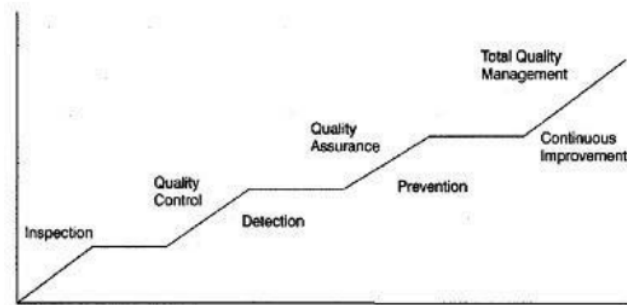 Total Quality
Management
Quality
Assurance
Continuous
Improvement
Quality
Control
Prevention
Detection
Inspection